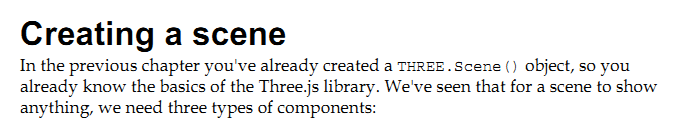 Creating a scene
In the previous chapter you've already created a THREE.Scene() object, so you
already know the basics of the Three.js library. We've seen that for a scene to show
anything, we need three types of components: